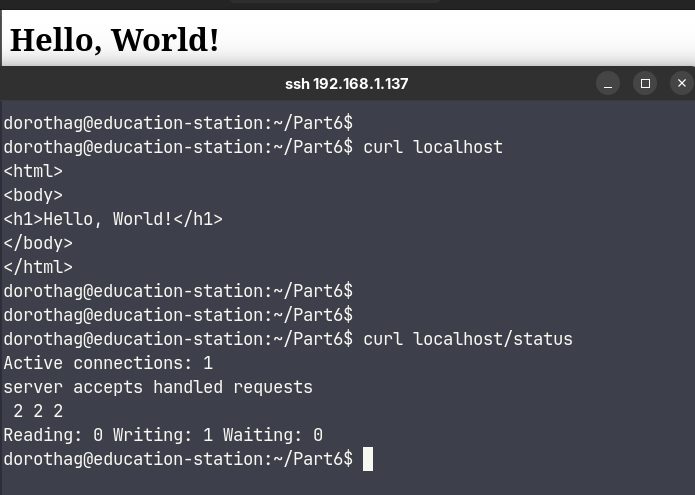 Hello, World!
ssh 192.168.1.137
dorothag@education-station:~/Part6$
dorothag@education-station:~/Part6$ curl localhost
<html>
<body>
<h1>Hello, World!</h1>
</body>
</html>
dorothag@education-station:~/Part6$
dorothag@education-station:~/Part6$
dorothag@education-station:~/Part6$ curl localhost/status
Active connections: 1
server accepts handled requests
 2 2 2
Reading: 0 Writing: 1 Waiting: 0
dorothag@education-station:~/Part6$